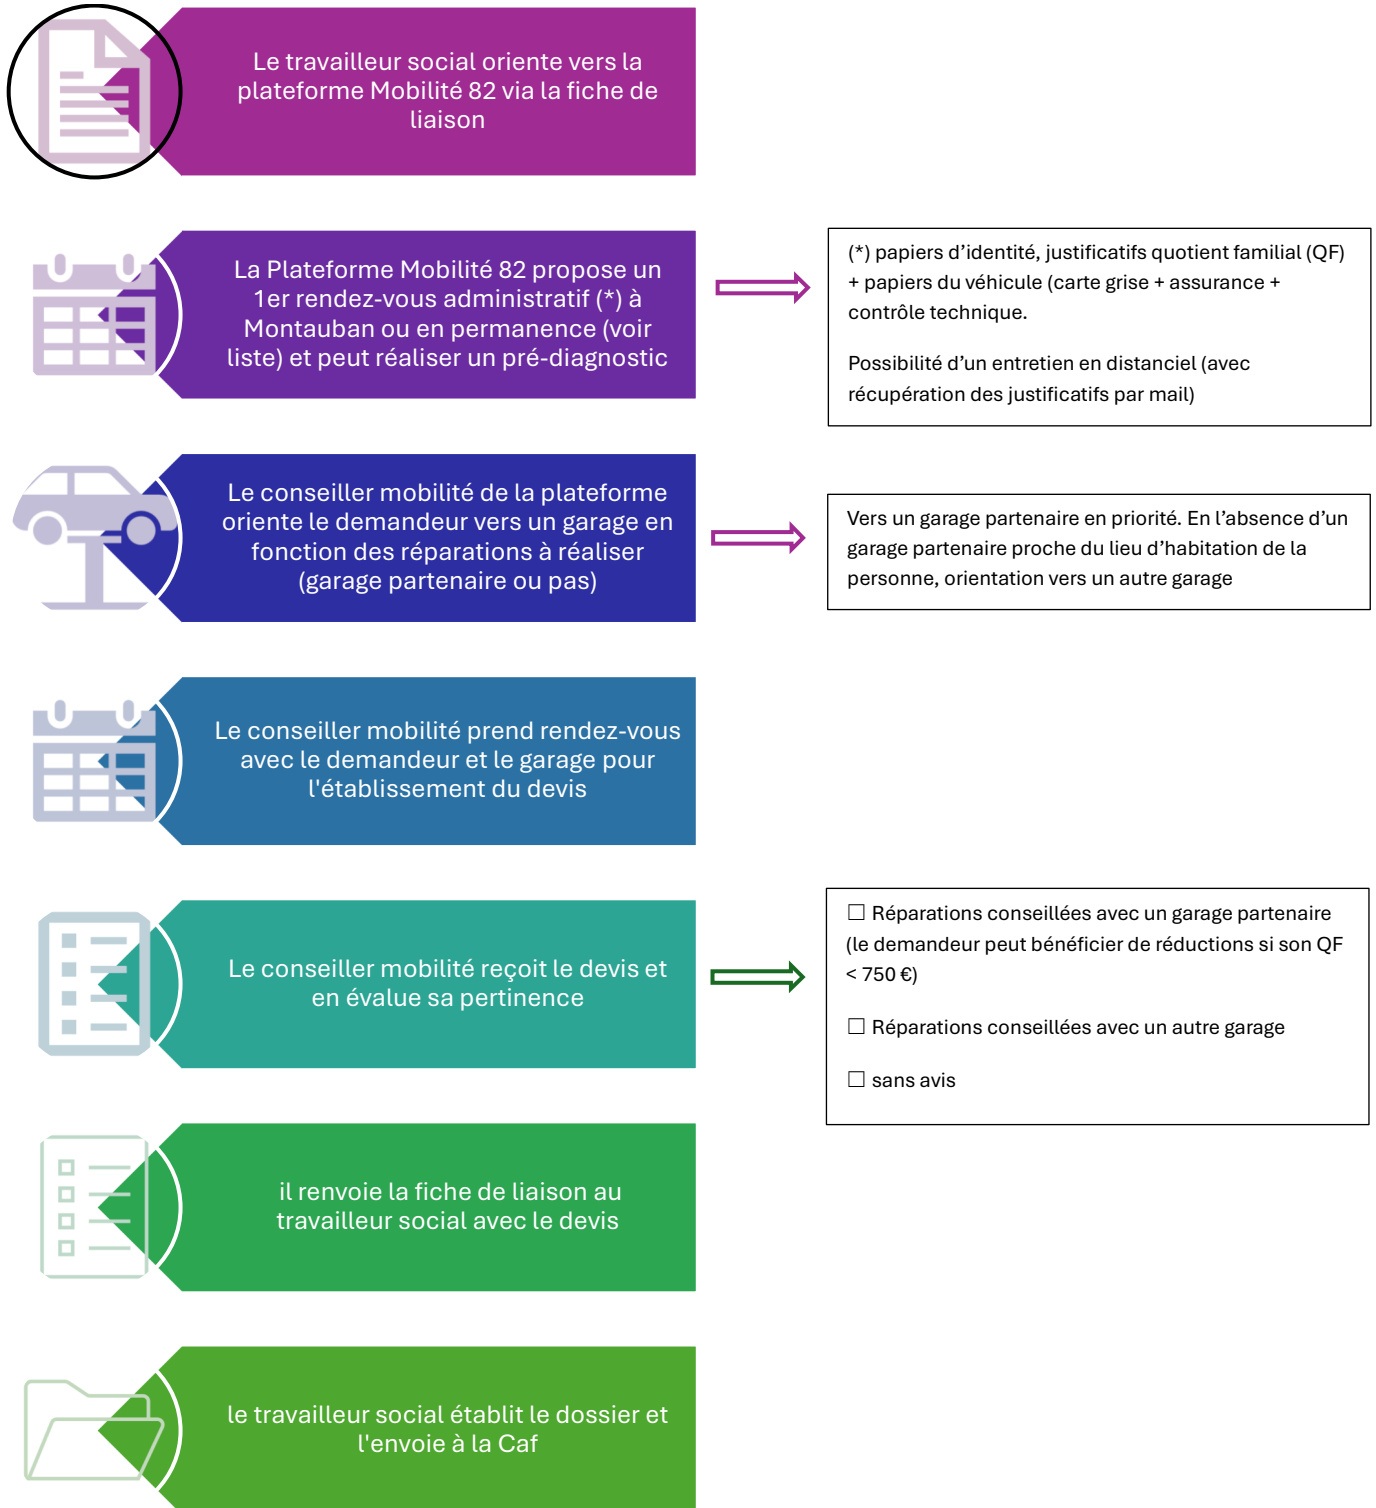 Le travailleur social oriente vers la
plateforme Mobilité 82 via la fiche de
liaison
La Plateforme Mobilité 82 propose un
1er rendez-vous administratif (*) à
Montauban ou en permanence (voir
liste) et peut réaliser un pré-diagnostic
(*) papiers d’identité, justificatifs quotient familial (QF)
+ papiers du véhicule (carte grise + assurance +
contrôle technique.
Possibilité d’un entretien en distanciel (avec
récupération des justificatifs par mail)
Le conseiller mobilité de la plateforme
oriente le demandeur vers un garage en
fonction des réparations à réaliser
(garage partenaire ou pas)
Vers un garage partenaire en priorité. En l’absence d’un
garage partenaire proche du lieu d’habitation de la
personne, orientation vers un autre garage
Le conseiller mobilité prend rendez-vous
avec le demandeur et le garage pour
l'établissement du devis
Le conseiller mobilité reçoit le devis et
en évalue sa pertinence
☐ Réparations conseillées avec un garage partenaire
(le demandeur peut bénéficier de réductions si son QF
< 750 €)
☐ Réparations conseillées avec un autre garage
☐ sans avis
il renvoie la fiche de liaison au
travailleur social avec le devis
le travailleur social établit le dossier et
l'envoie à la Caf